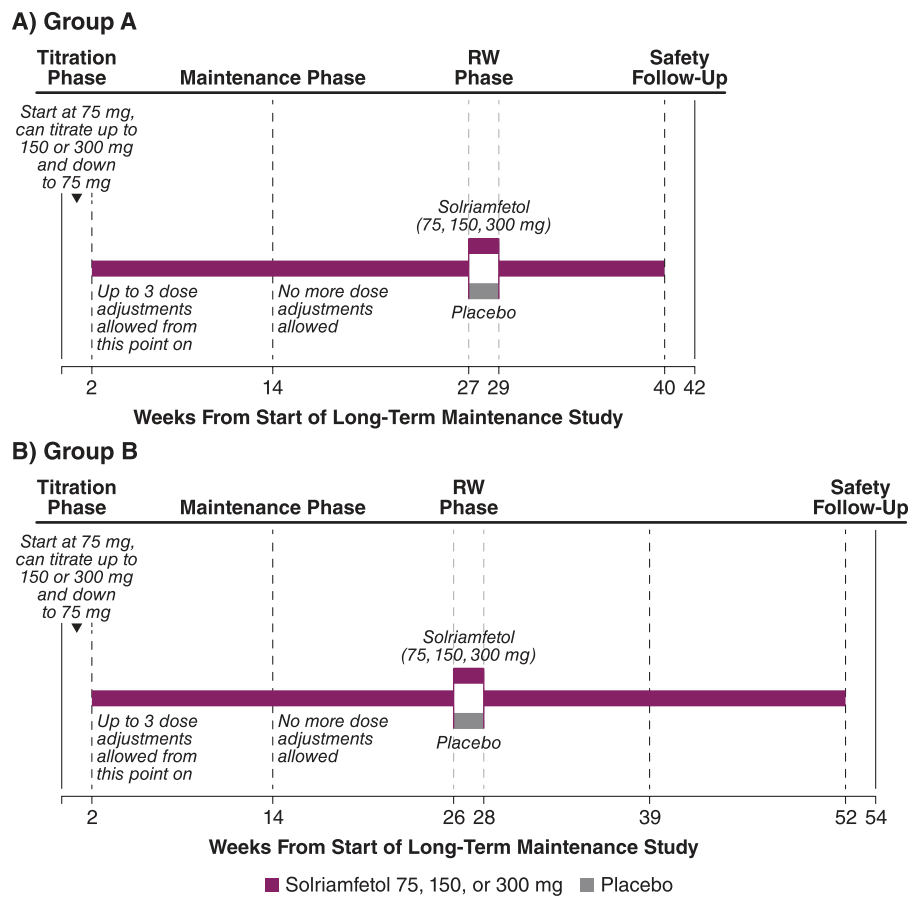 A) Group A
Titration
Phase
Maintenance Phase
RW
Phase
Safety
Follow-Up
Start at 75 mg,
can titrate up to
150 or 300 mg
and down
to 75 mg
Solriamfetol
(75, 150, 300 mg)
Up to 3 dose
adjustments
allowed from
this point on
No more dose
adjustments
allowed
Placebo
2 14 27 29 40 42
Weeks From Start of Long-Term Maintenance Study
B) Group B
Titration
Phase
Maintenance Phase
RW
Phase
Safety
Follow-Up
Start at 75 mg,
can titrate up to
150 or 300 mg
and down
to 75 mg
Solriamfetol
(75, 150, 300 mg)
Up to 3 dose
adjustments
allowed from
this point on
No more dose
adjustments
allowed
Placebo
2 14 26 28 39 52 54
Weeks From Start of Long-Term Maintenance Study
Solriamfetol 75, 150, or 300 mg Placebo